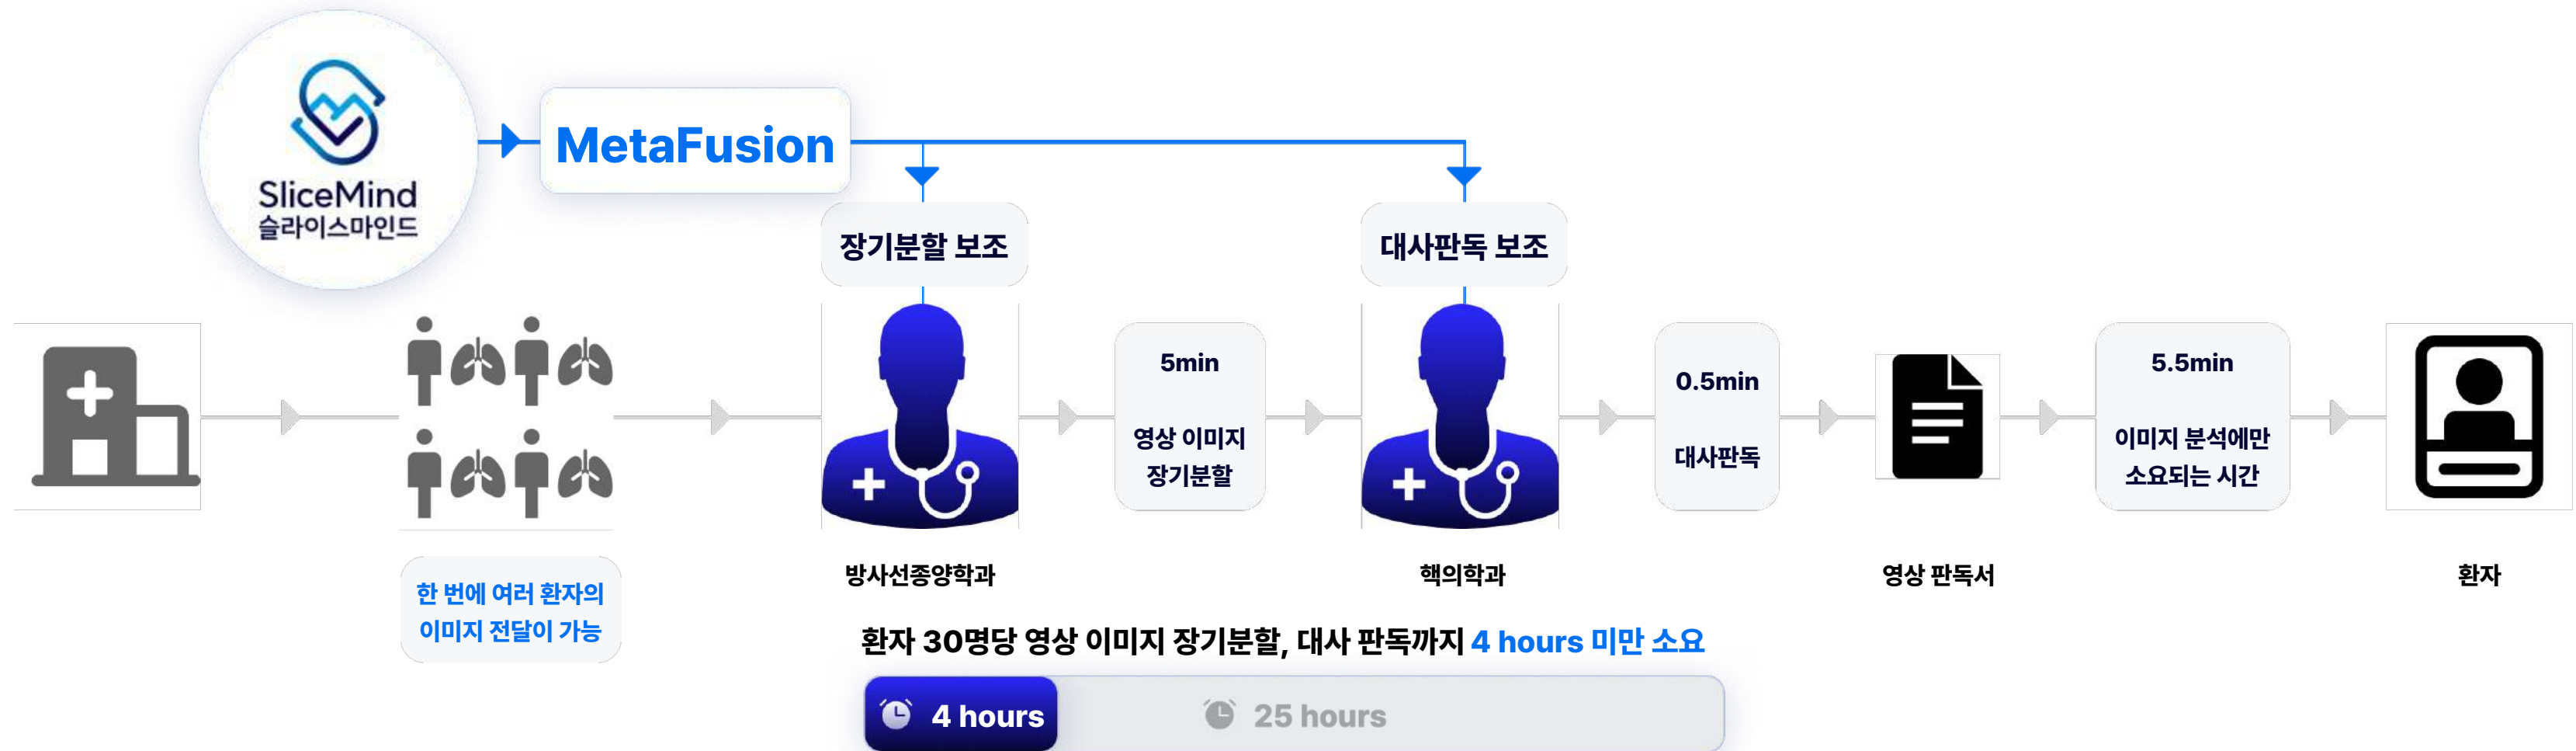 SliceMind
슬라이스마인드
MetaFusion
장기분할 보조
대사판독 보조
5min
영상 이미지
장기분할
0.5min
대사판독
5.5min
이미지 분석에만
소요되는 시간
한 번에 여러 환자의
이미지 전달이 가능
방사선종양학과
핵의학과
영상 판독서
환자
환자 30명당 영상 이미지 장기분할, 대사 판독까지 4 hours 미만 소요
4 hours
25 hours